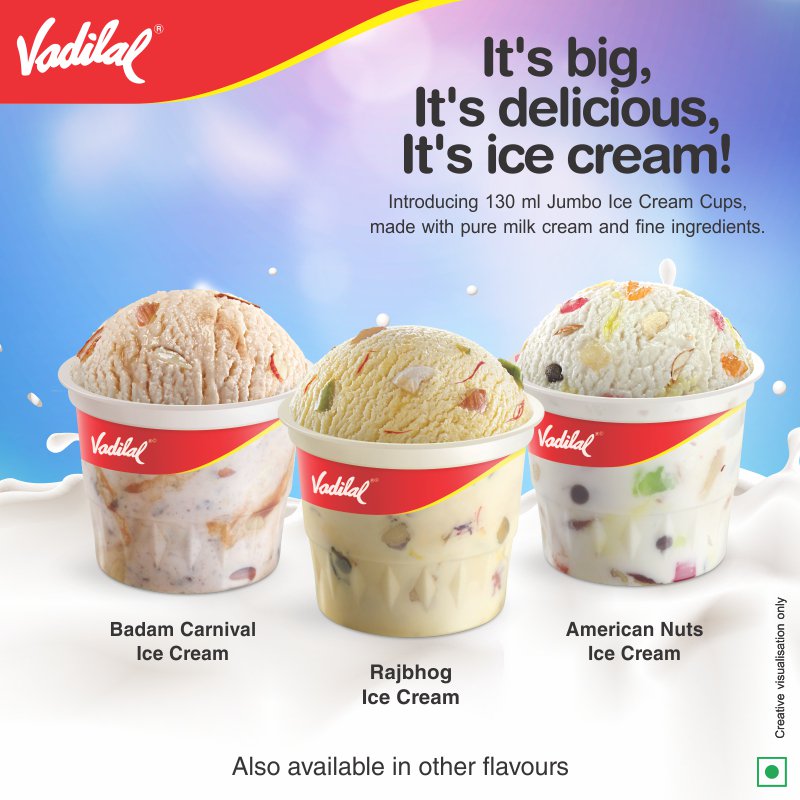 Vadilal®
It's big,
It's delicious,
It's ice cream!
Introducing 130 ml Jumbo Ice Cream Cups,
made with pure milk cream and fine ingredients.
Vadilal
Vadilal
Vadilal
Badam Carnival
Ice Cream
Rajbhog
Ice Cream
American Nuts
Ice Cream
Creative visualisation only
Also available in other flavours